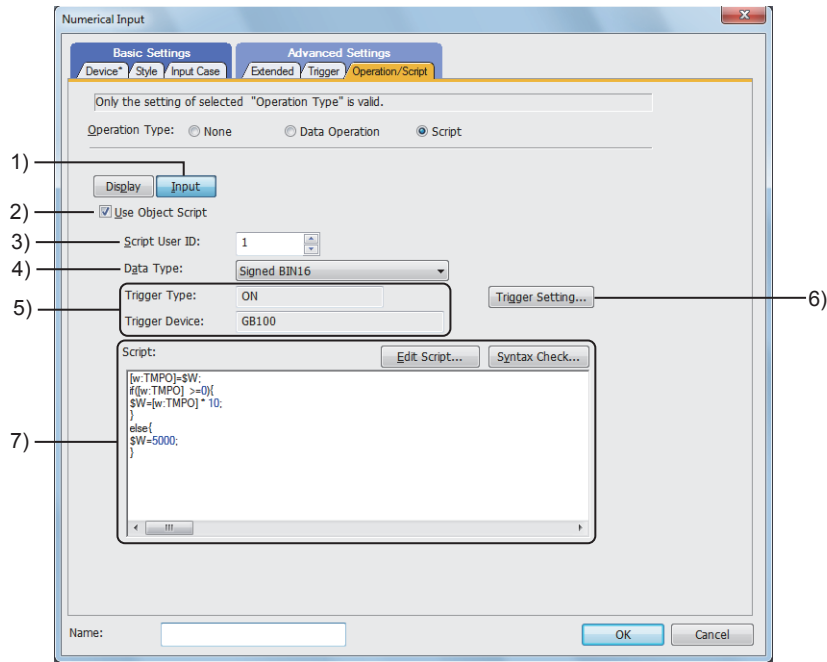 Numerical Input
Basic Settings Advanced Settings
Device* Style Input Case Extended Trigger Operation/Script
Only the setting of selected "Operation Type" is valid.
Operation Type: None Data Operation Script
1)
Display Input
2) Use Object Script
3) Script User ID: 1
4) Data Type: Signed BIN16
5) Trigger Type: ON Trigger Setting... 6)
Trigger Device: GB100
Script: Edit Script... Syntax Check...
7)
[w:TMPO]=$W;
if([w:TMPO] >=0){
$W=[w:TMPO] * 10;
}
else{
$W=5000;
}
Name: OK Cancel